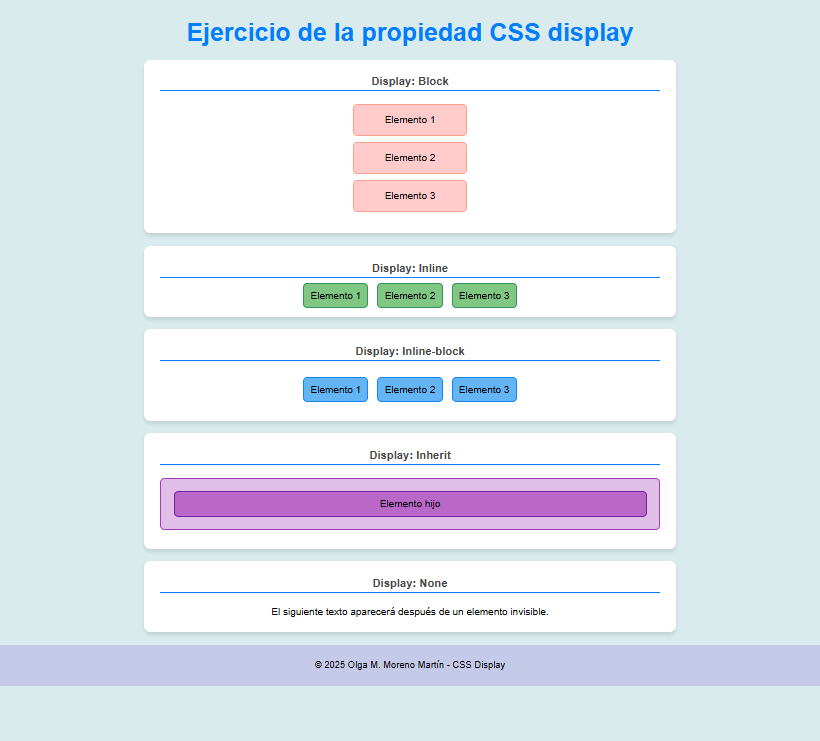 Ejercicio de la propiedad CSS display
Display: Block
Elemento 1
Elemento 2
Elemento 3
Display: Inline
Elemento 1 Elemento 2 Elemento 3
Display: Inline-block
Elemento 1 Elemento 2 Elemento 3
Display: Inherit
Elemento hijo
Display: None
El siguiente texto aparecerá después de un elemento invisible.
© 2025 Olga M. Moreno Martín - CSS Display